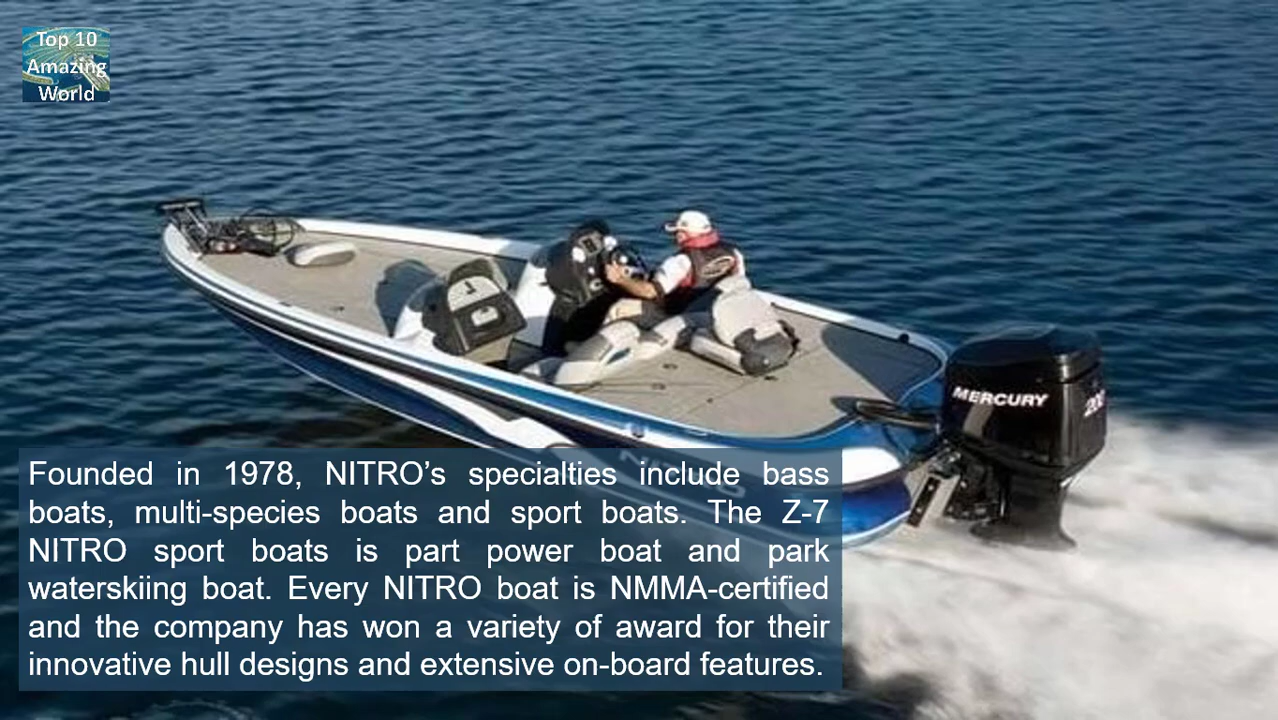 Top 10
Amazing
World
MERCURY
200
Founded in 1978, NITRO’s specialties include bass
boats, multi-species boats and sport boats. The Z-7
NITRO sport boats is part power boat and park
waterskiing boat. Every NITRO boat is NMMA-certified
and the company has won a variety of award for their
innovative hull designs and extensive on-board features.